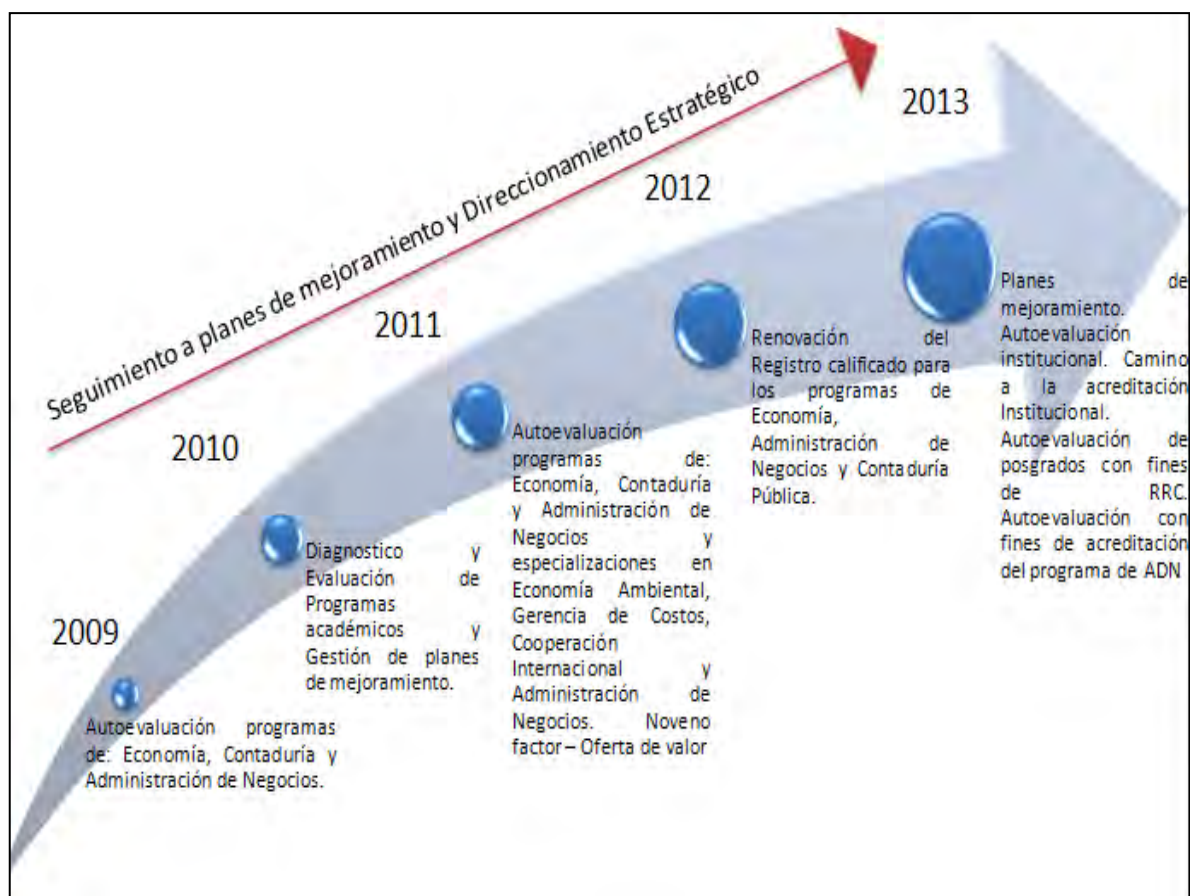 Seguimiento a planes de mejoramiento y Direccionamiento Estratégico
2009
Autoevaluación programas
de: Economía, Contaduría y
Administración de Negocios.
2010
Diagnostico y
Evaluación de
Programas
académicos y
Gestión de planes
de mejoramiento.
2011
Autoevaluación
programas de:
Economía, Contaduría
y Administración de
Negocios y
especializaciones en
Economía Ambiental,
Gerencia de Costos,
Cooperación
Internacional y
Administración de
Negocios. Noveno
factor – Oferta de valor
2012
Renovación del
Registro calificado para
los programas de
Economía,
Administración de
Negocios y Contaduría
Pública.
2013
Planes de
mejoramiento.
Autoevaluación
institucional. Camino
a la acreditación
Institucional.
Autoevaluación de
posgrados con fines
de RRC.
Autoevaluación con
fines de acreditación
del programa de ADN